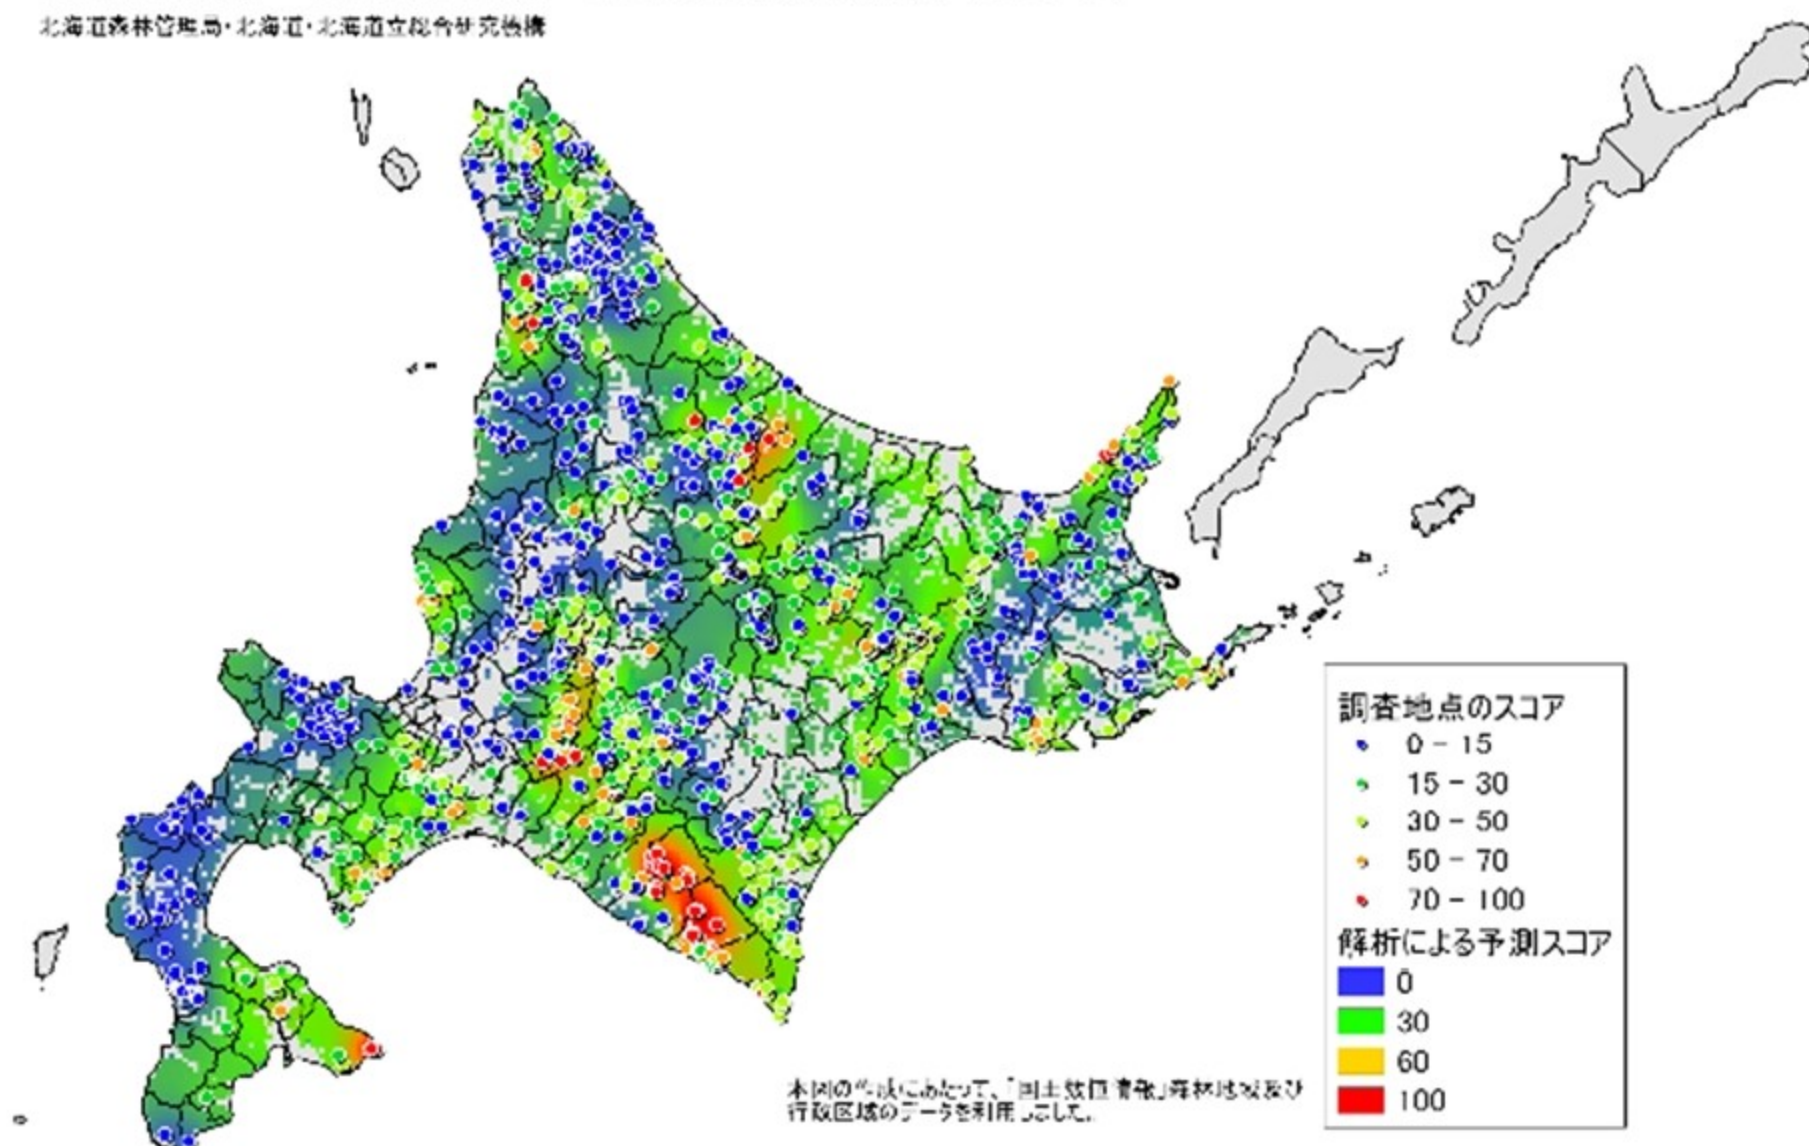 北海道森林管理局・北海道・北海道立総合研究機構
調査地点のスコア
0 - 15
15 - 30
30 - 50
50 - 70
70 - 100
解析による予測スコア
0
30
60
100
本図の作成にあたって、「国土数値情報」森林地域及び
行政区域のデータを利用しました。